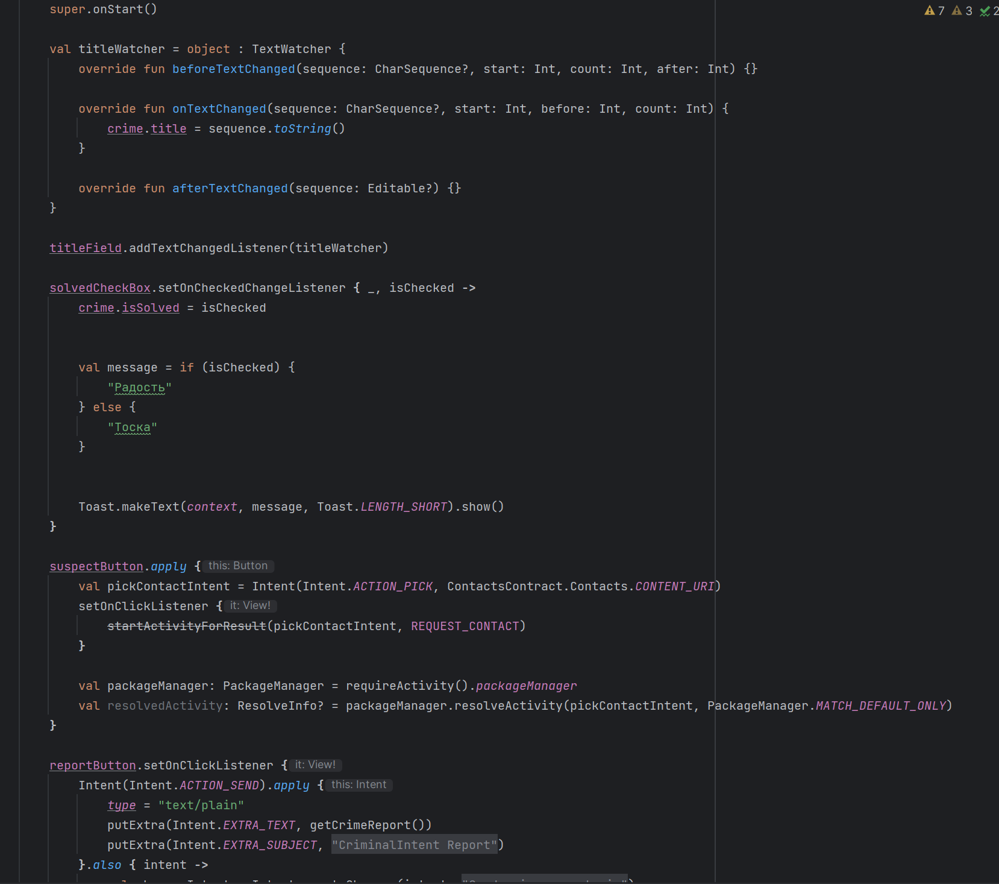 super.onStart()
7 3 2
val titleWatcher = object : TextWatcher {
override fun beforeTextChanged(sequence: CharSequence?, start: Int, count: Int, after: Int) {}
override fun onTextChanged(sequence: CharSequence?, start: Int, before: Int, count: Int) {
crime.title = sequence.toString()
}
override fun afterTextChanged(sequence: Editable?) {}
}
titleField.addTextChangedListener(titleWatcher)
solvedCheckBox.setOnCheckedChangeListener { _, isChecked ->
crime.isSolved = isChecked
val message = if (isChecked) {
"Радость"
} else {
"Тоска"
}
Toast.makeText(context, message, Toast.LENGTH_SHORT).show()
}
suspectButton.apply { this: Button
val pickContactIntent = Intent(Intent.ACTION_PICK, ContactsContract.Contacts.CONTENT_URI)
setOnClickListener { it: View!
startActivityForResult(pickContactIntent, REQUEST_CONTACT)
}
val packageManager: PackageManager = requireActivity().packageManager
val resolvedActivity: ResolveInfo? = packageManager.resolveActivity(pickContactIntent, PackageManager.MATCH_DEFAULT_ONLY)
}
reportButton.setOnClickListener { it: View!
Intent(Intent.ACTION_SEND).apply { this: Intent
type = "text/plain"
putExtra(Intent.EXTRA_TEXT, getCrimeReport())
putExtra(Intent.EXTRA_SUBJECT, "CriminalIntent Report")
}.also { intent ->